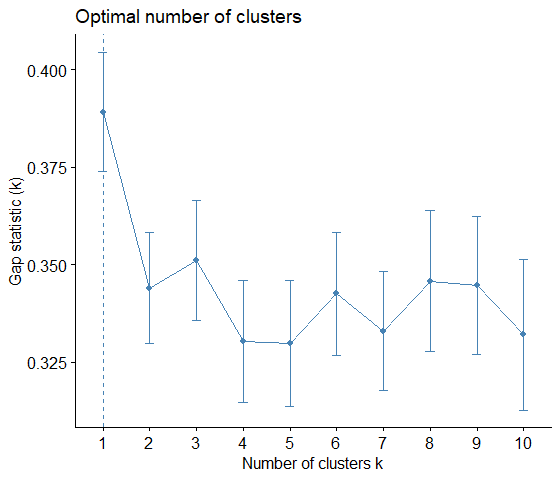 Optimal number of clusters
0.400
0.375
0.350
0.325
Gap statistic (k)
1 2 3 4 5 6 7 8 9 10
Number of clusters k